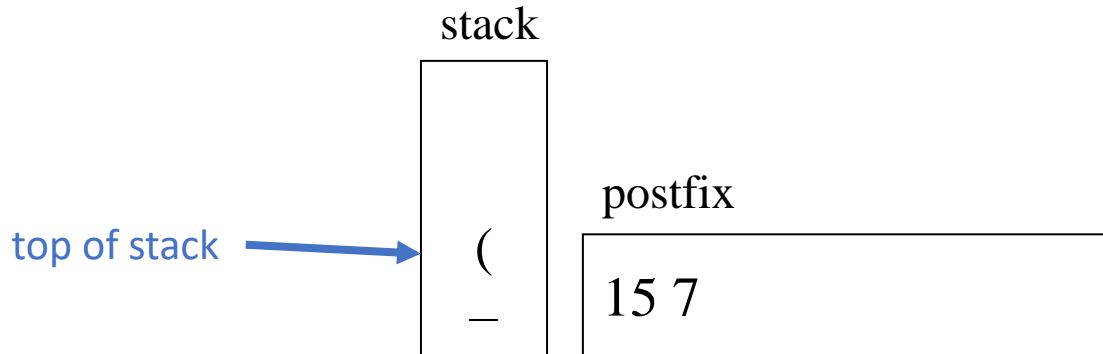 stack
postfix
top of stack
(
15 7
–